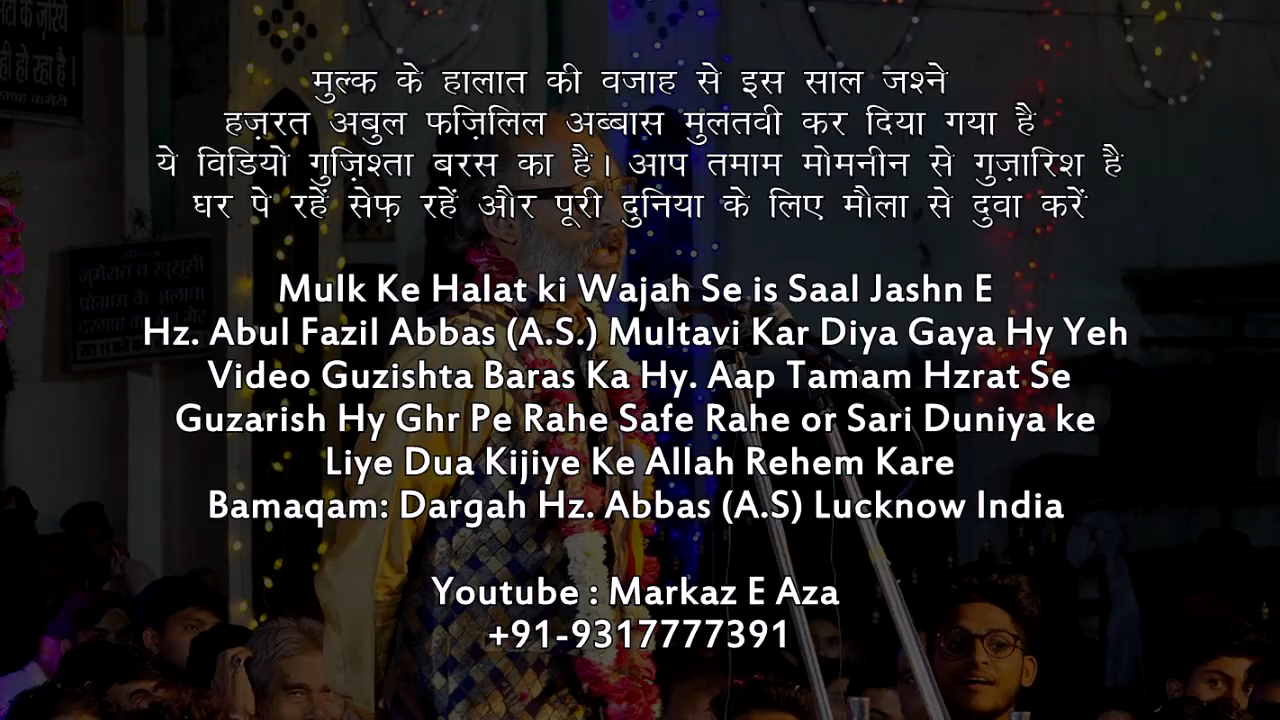 ही हो रहा है।
मुल्क के हालात की वजाह से इस साल जश्ने
हज़रत अबुल फज़िलिल अब्बास मुलतवी कर दिया गया है
ये विडियो गुज़िश्ता बरस का है। आप तमाम मोमनीन से गुज़ारिश है
घर पे रहें सेफ़ रहें और पूरी दुनिया के लिए मौला से दुवा करें
जुमेरात व खुसूसी
प्रोग्राम के अलावा
Mulk Ke Halat ki Wajah Se is Saal Jashn E
Hz. Abul Fazil Abbas (A.S.) Multavi Kar Diya Gaya Hy Yeh
Video Guzishta Baras Ka Hy. Aap Tamam Hzrat Se
Guzarish Hy Ghr Pe Rahe Safe Rahe or Sari Duniya ke
Liye Dua Kijiye Ke Allah Rehem Kare
Bamaqam: Dargah Hz. Abbas (A.S) Lucknow India
Youtube : Markaz E Aza
+91-9317777391